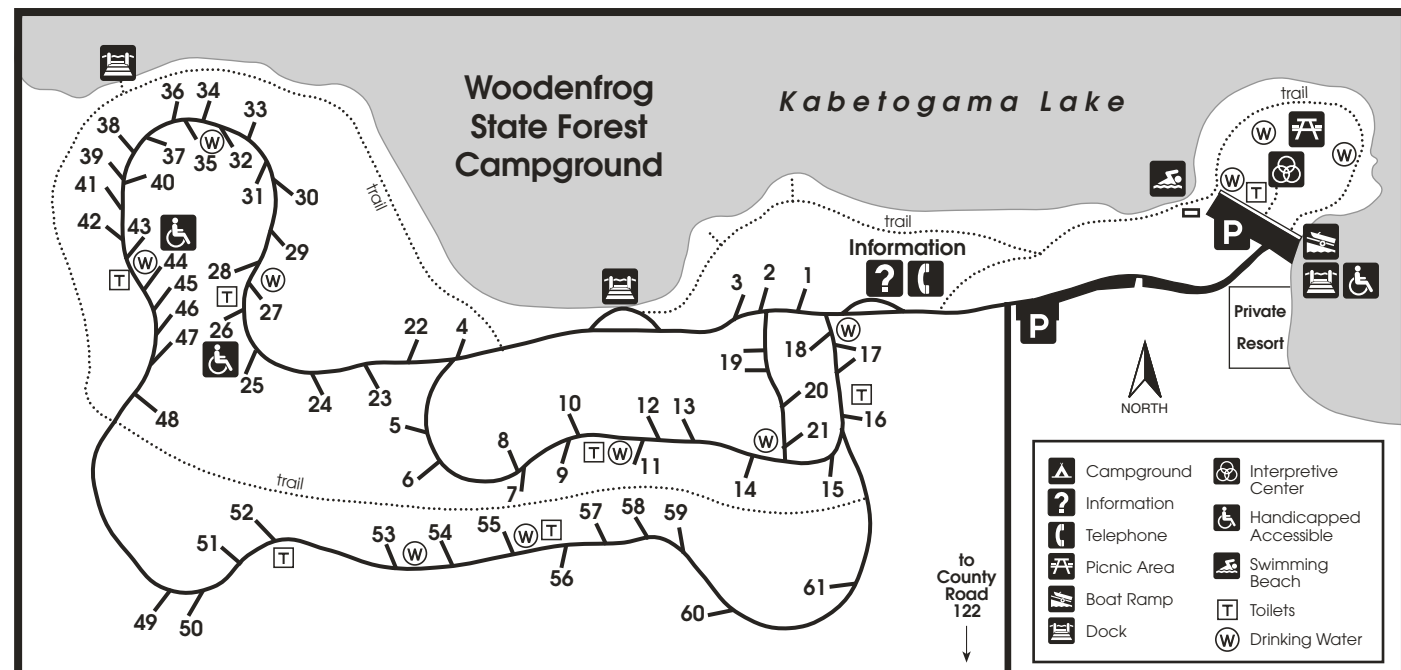 Woodenfrog
State Forest
Campground
Kabetogama Lake
trail
trail
trail
trail
Information
?
P
P
Private
Resort
NORTH
to
County
Road
122
1
2
3
4
5
6
7
8
9
10
11
12
13
14
15
16
17
18
19
20
21
22
23
24
25
26
27
28
29
30
31
32
33
34
35
36
37
38
39
40
41
42
43
44
45
46
47
48
49
50
51
52
53
54
55
56
57
58
59
60
61
W
W
W
W
W
W
W
W
W
W
W
T
T
T
T
T
T
T
Campground
? Information
Telephone
Picnic Area
Boat Ramp
Dock
Interpretive
Center
Handicapped
Accessible
Swimming
Beach
T Toilets
W Drinking Water